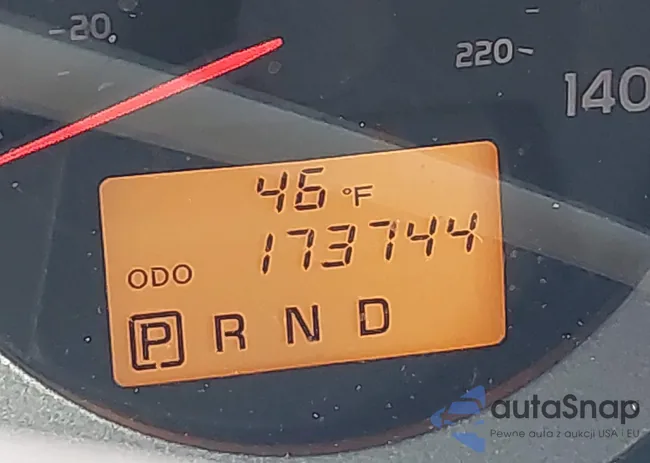 20
220
140
46 °F
173744
ODO
P R N D
autaSnap
Pewne auta z aukcji USA i EU